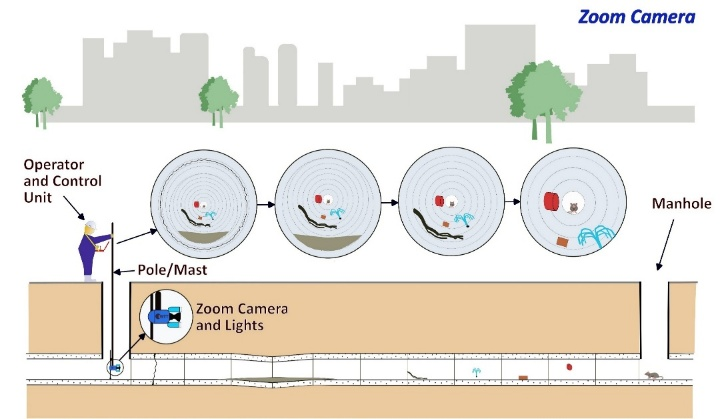 Zoom Camera
Operator
and Control
Unit
Manhole
Pole/Mast
Zoom Camera
and Lights